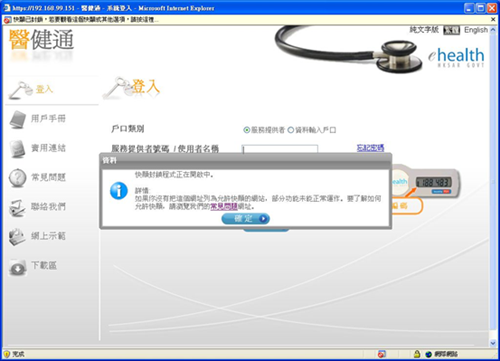 https://192.168.99.151 - 醫健通 - 系統登入 - Microsoft Internet Explorer
快顯已封鎖，若要觀看這個快顯或其他選項，請按這裡...
醫健通
純文字版 繁體 English
ehealth
HKSAR GOVT
登入
用戶手冊
實用連結
常見問題
聯絡我們
網上示範
下載區
登入
戶口類別
服務提供者 資料輸入戶口
服務提供者號碼 / 使用者名稱
忘記密碼
資料
快顯封鎖程式正在開啟中。
詳情:
如果你沒有把這個網址列為允許快顯的網站，部分功能未能正常運作。要了解如何
允許快顯，請瀏覽我們的常見問題網址。
確定
完成